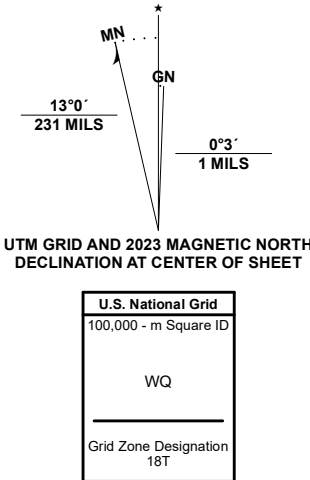 ★
MN
GN
13°0´
231 MILS
0°3´
1 MILS
UTM GRID AND 2023 MAGNETIC NORTH
DECLINATION AT CENTER OF SHEET
U.S. National Grid
100,000 - m Square ID
WQ
Grid Zone Designation
18T